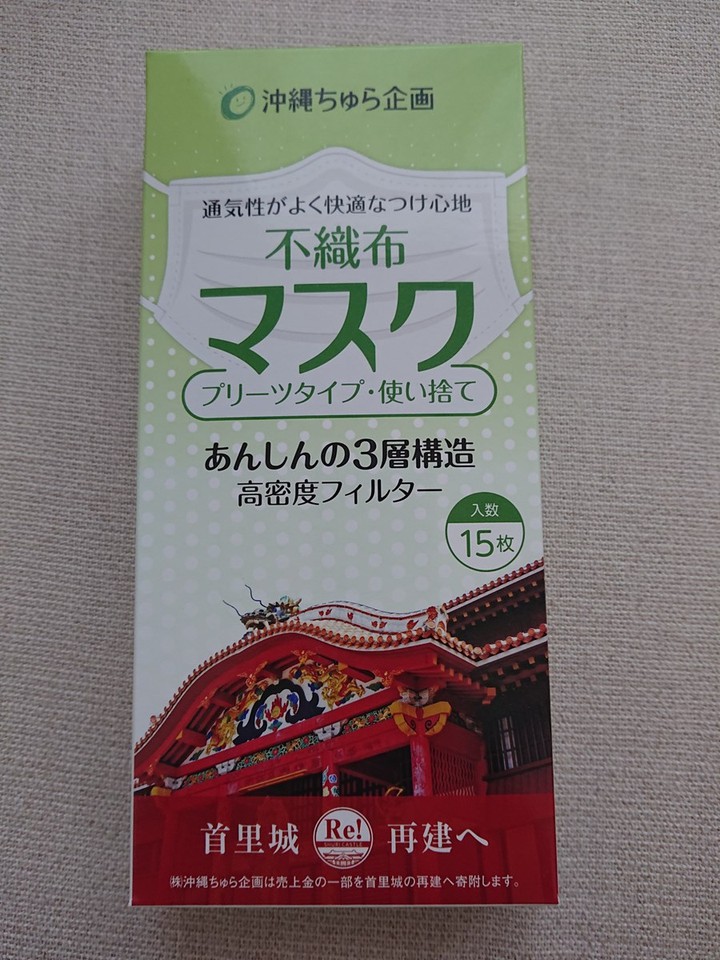 沖縄ちゅら企画
通気性がよく快適なつけ心地
不織布
マスク
プリーツタイプ・使い捨て
あんしんの3層構造
高密度フィルター
入数
15枚
首里城 Re! 再建へ
SHURI CASTLE
㈱沖縄ちゅら企画は売上金の一部を首里城の再建へ寄附します。